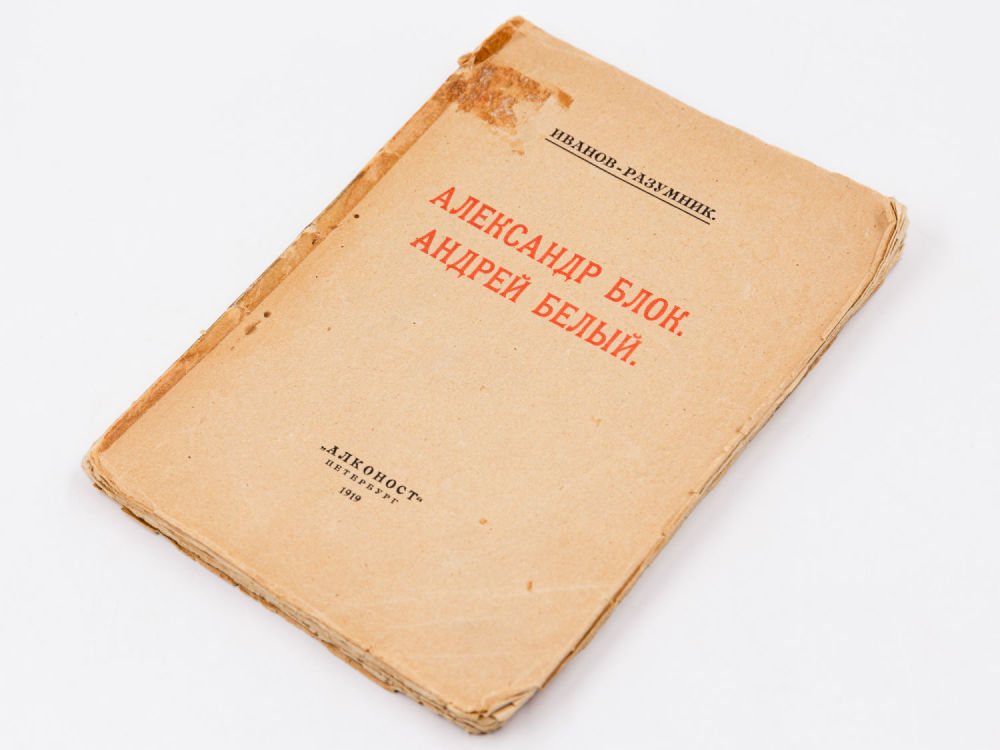 ИВАНОВ-РАЗУМНИК.
АЛЕКСАНДР БЛОК.
АНДРЕЙ БЕЛЫЙ.
„АЛКОНОСТ“
ПЕТЕРБУРГ
1919